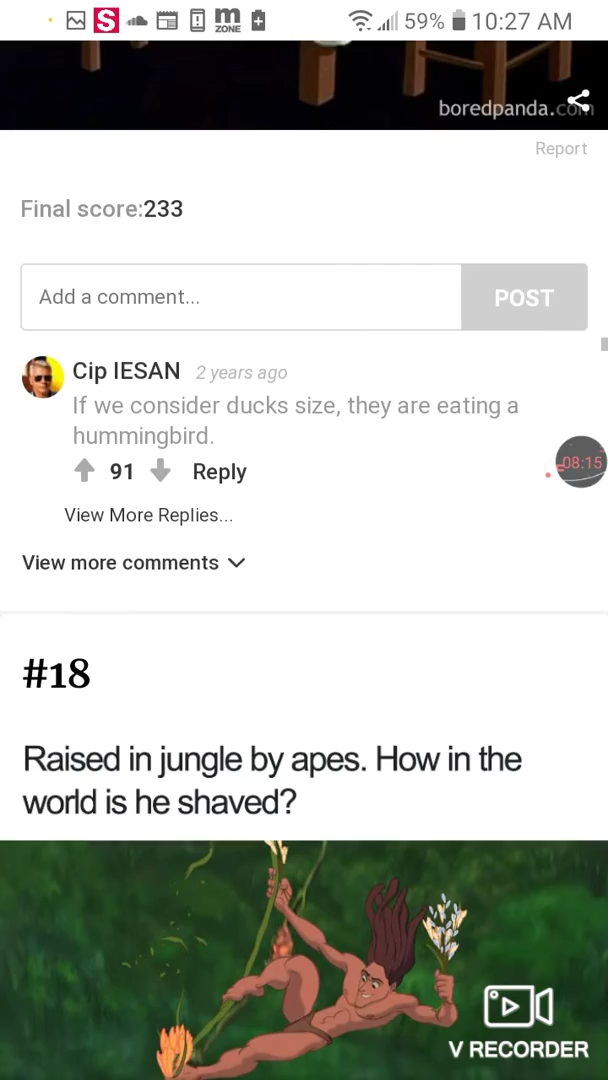 S
m
ZONE
59%
10:27 AM
boredpanda.com
Report
Final score:233
Add a comment...
POST
Cip IESAN 2 years ago
If we consider ducks size, they are eating a
hummingbird.
91 Reply
08:15
View More Replies...
View more comments
#18
Raised in jungle by apes. How in the
world is he shaved?
V RECORDER